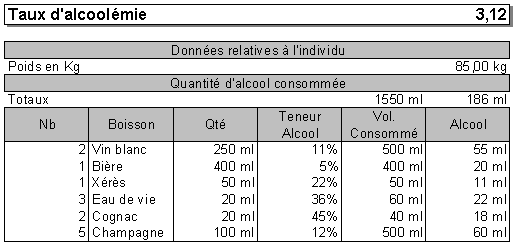 Taux d'alcoolémie 3,12
Données relatives à l'individu
Poids en Kg 85,00 kg
Quantité d'alcool consommée
Totaux 1550 ml 186 ml
Nb Boisson Qté Teneur Alcool Vol. Consommé Alcool
2 Vin blanc 250 ml 11% 500 ml 55 ml
1 Bière 400 ml 5% 400 ml 20 ml
1 Xérès 50 ml 22% 50 ml 11 ml
3 Eau de vie 20 ml 36% 60 ml 22 ml
2 Cognac 20 ml 45% 40 ml 18 ml
5 Champagne 100 ml 12% 500 ml 60 ml